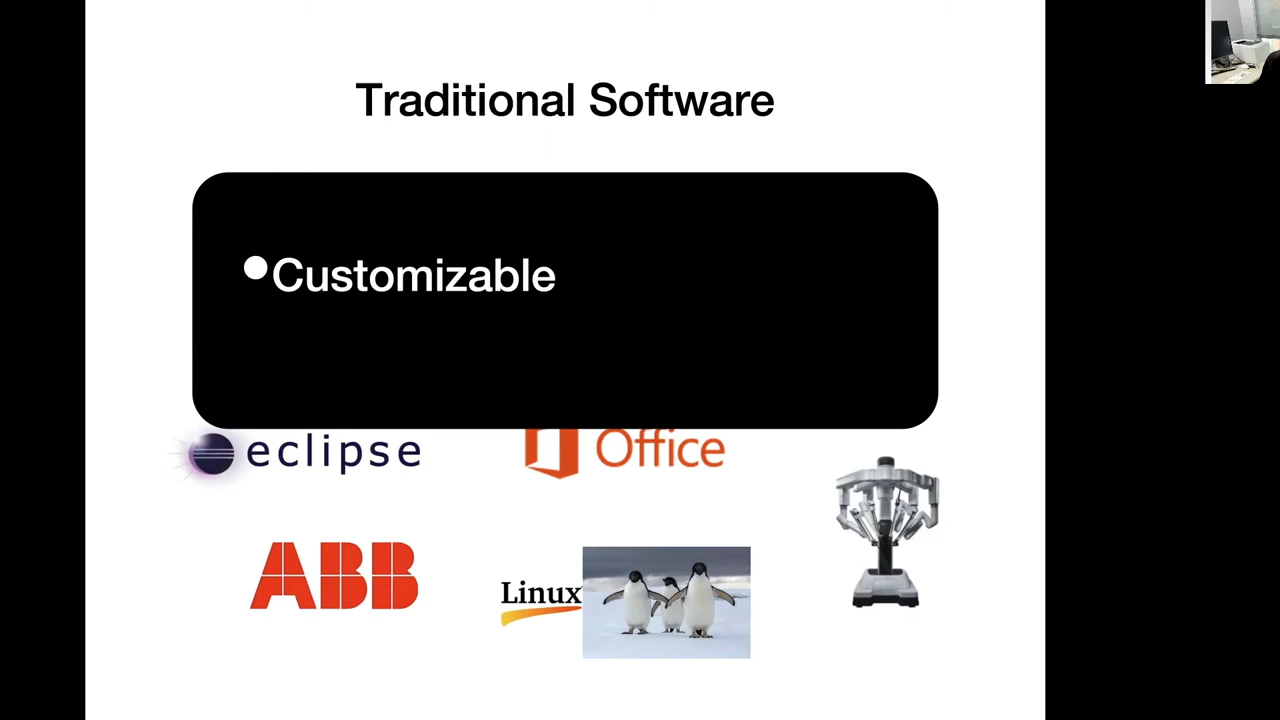 Traditional Software
•Customizable
eclipse
Office
ABB
Linux